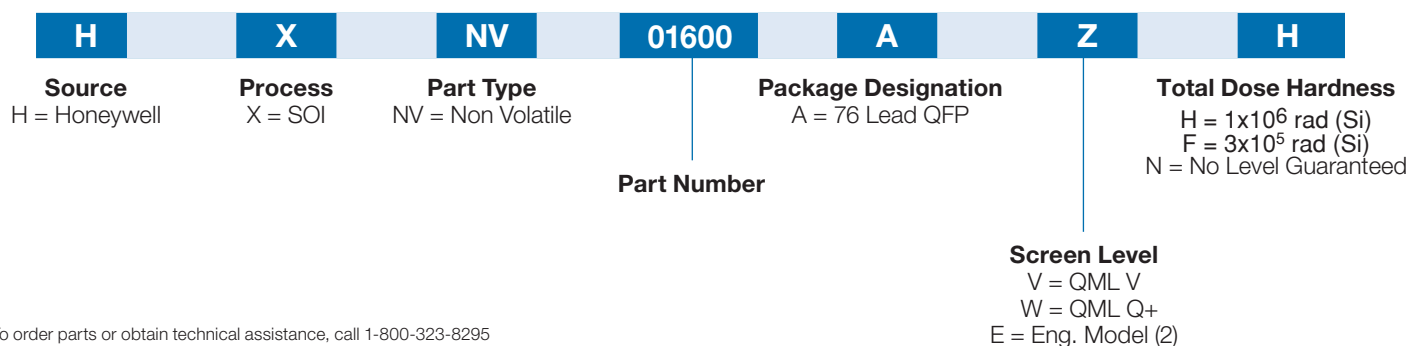 H X NV 01600 A Z H
Source
H = Honeywell
Process
X = SOI
Part Type
NV = Non Volatile
Part Number
Package Designation
A = 76 Lead QFP
Screen Level
V = QML V
W = QML Q+
E = Eng. Model (2)
Total Dose Hardness
H = 1x10⁶ rad (Si)
F = 3x10⁵ rad (Si)
N = No Level Guaranteed
o order parts or obtain technical assistance, call 1-800-323-8295